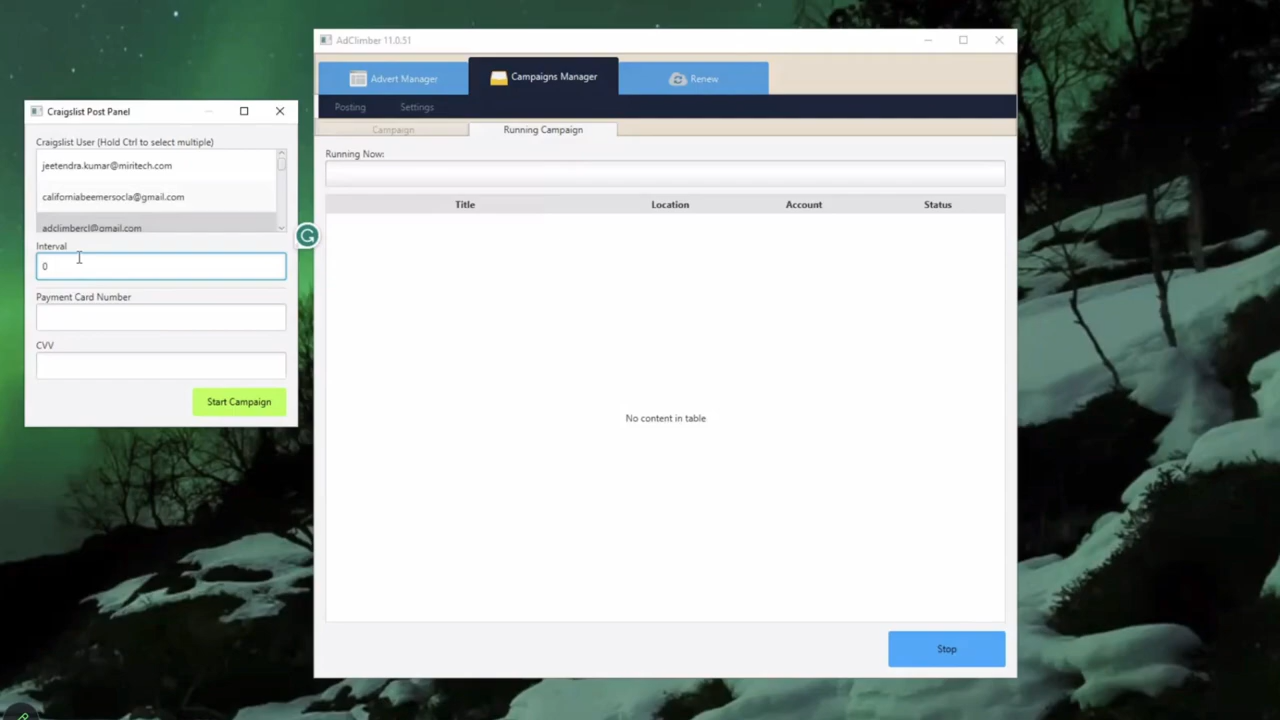 AdClimber 11.0.51
Advert Manager
Campaigns Manager
Renew
Posting
Settings
Campaign
Running Campaign
Running Now:
Title
Location
Account
Status
No content in table
Stop
Craigslist Post Panel
Craigslist User (Hold Ctrl to select multiple)
jeetendra.kumar@miritech.com
californiabeemersocla@gmail.com
adclimbercl@gmail.com
Interval
0
Payment Card Number
CVV
Start Campaign